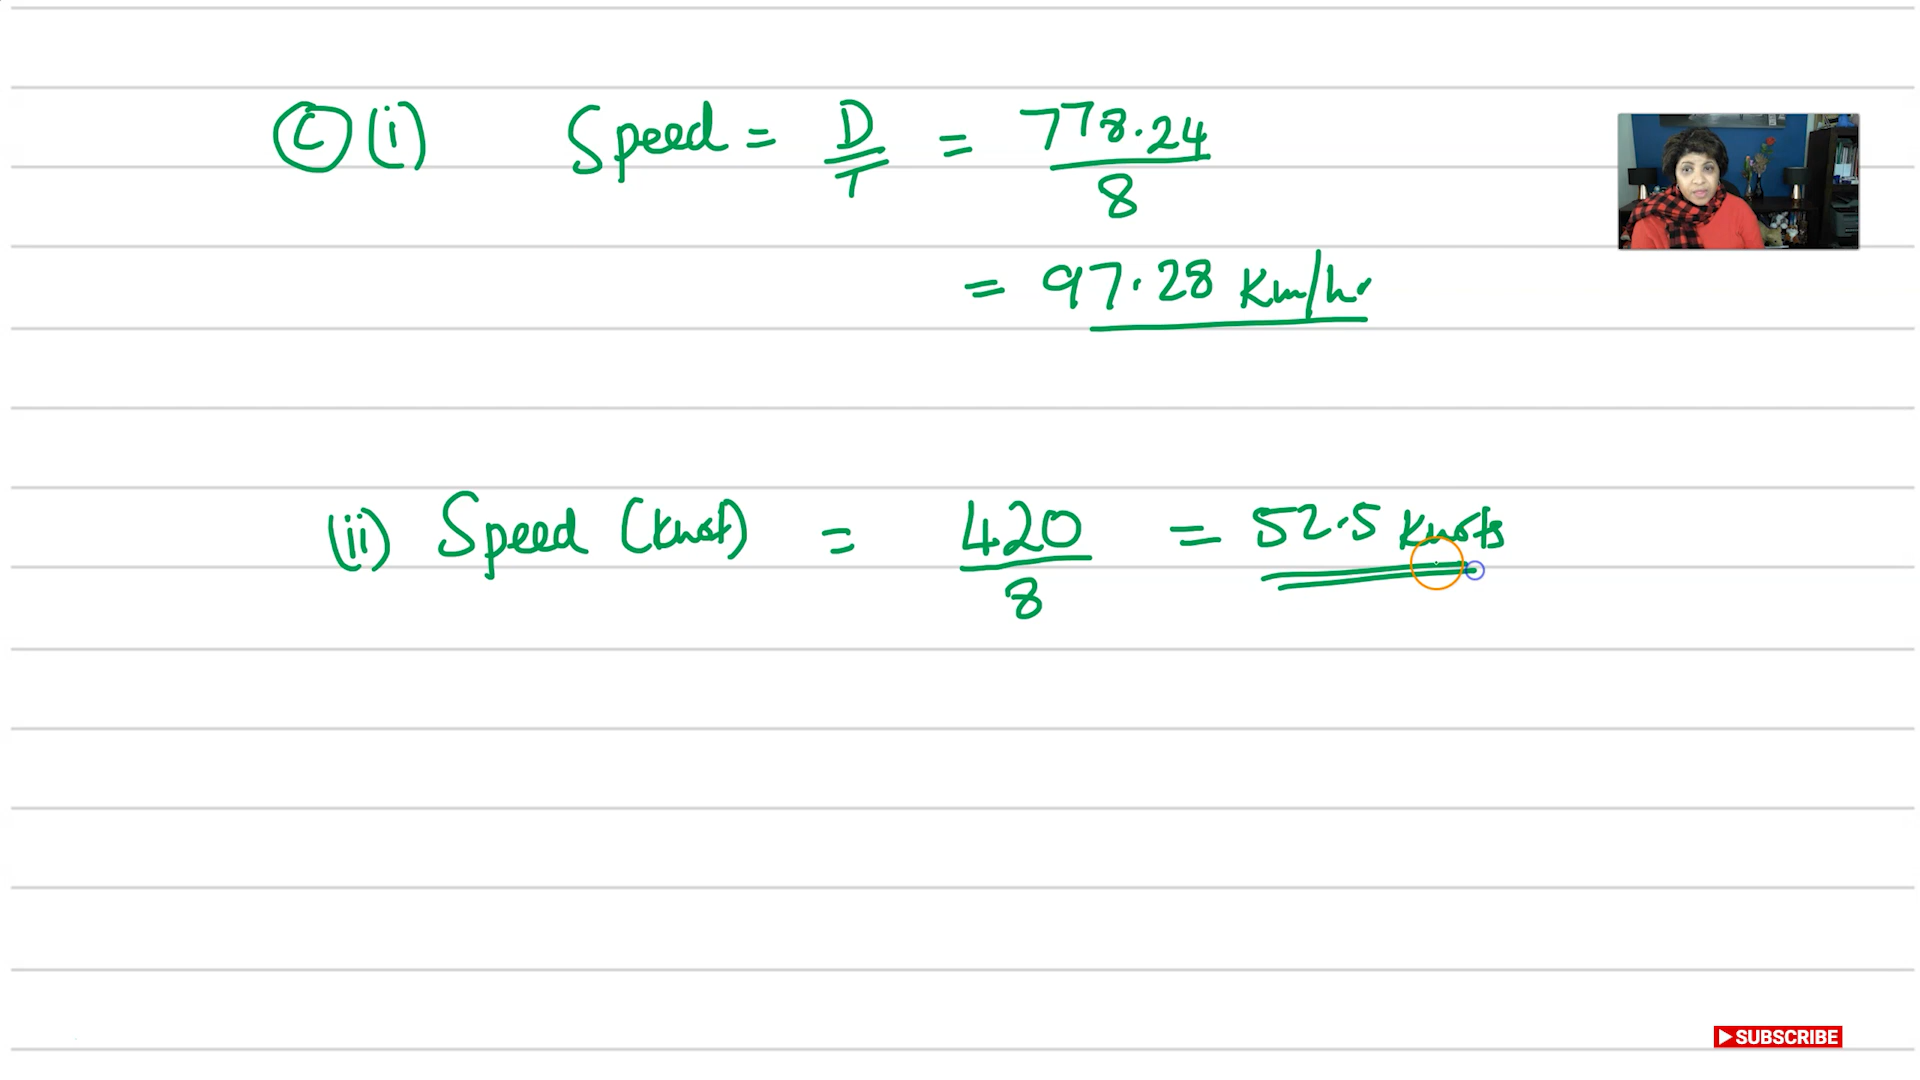 C (i) Speed = D/T = 778.24/8
= 97.28 Km/hr
(ii) Speed (knot) = 420/8 = 52.5 Knots
SUBSCRIBE